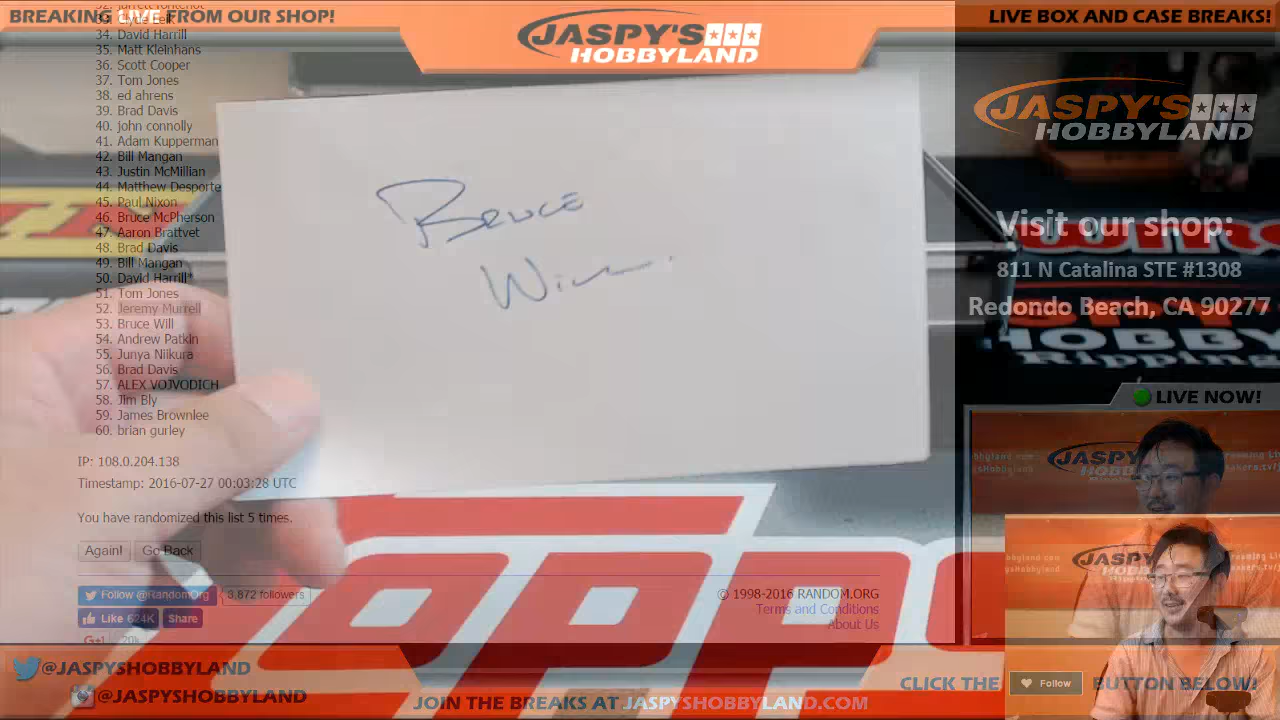 BREAKING LIVE FROM OUR SHOP!
JASPY'S
HOBBYLAND
LIVE BOX AND CASE BREAKS!
33. Clyde Leik
34. David Harrill
35. Matt Kleinhans
36. Scott Cooper
37. Tom Jones
38. ed ahrens
39. Brad Davis
40. john connolly
41. Adam Kupperman
42. Bill Mangan
43. Justin McMillian
44. Matthew Desporte
45. Paul Nixon
46. Bruce McPherson
47. Aaron Brattvet
48. Brad Davis
49. Bill Mangan
50. David Harrill*
51. Tom Jones
52. Jeremy Murrell
53. Bruce Will
54. Andrew Patkin
55. Junya Niikura
56. Brad Davis
57. ALEX VOJVODICH
58. Jim Bly
59. James Brownlee
60. brian gurley
IP: 108.0.204.138
Timestamp: 2016-07-27 00:03:28 UTC
You have randomized this list 5 times.
Again! Go Back
Follow @RandomOrg 3,872 followers
Like 624K Share
G+1 20k
© 1998-2016 RANDOM.ORG
Terms and Conditions
About Us
Bruce
JASPY'S
HOBBYLAND
Visit our shop:
811 N Catalina STE #1308
Redondo Beach, CA 90277
HOBBYLAND
Ripping
LIVE NOW!
@JASPYSHOBBYLAND
@JASPYSHOBBYLAND
JOIN THE BREAKS AT JASPYSHOBBYLAND.COM
CLICK THE Follow BUTTON BELOW!